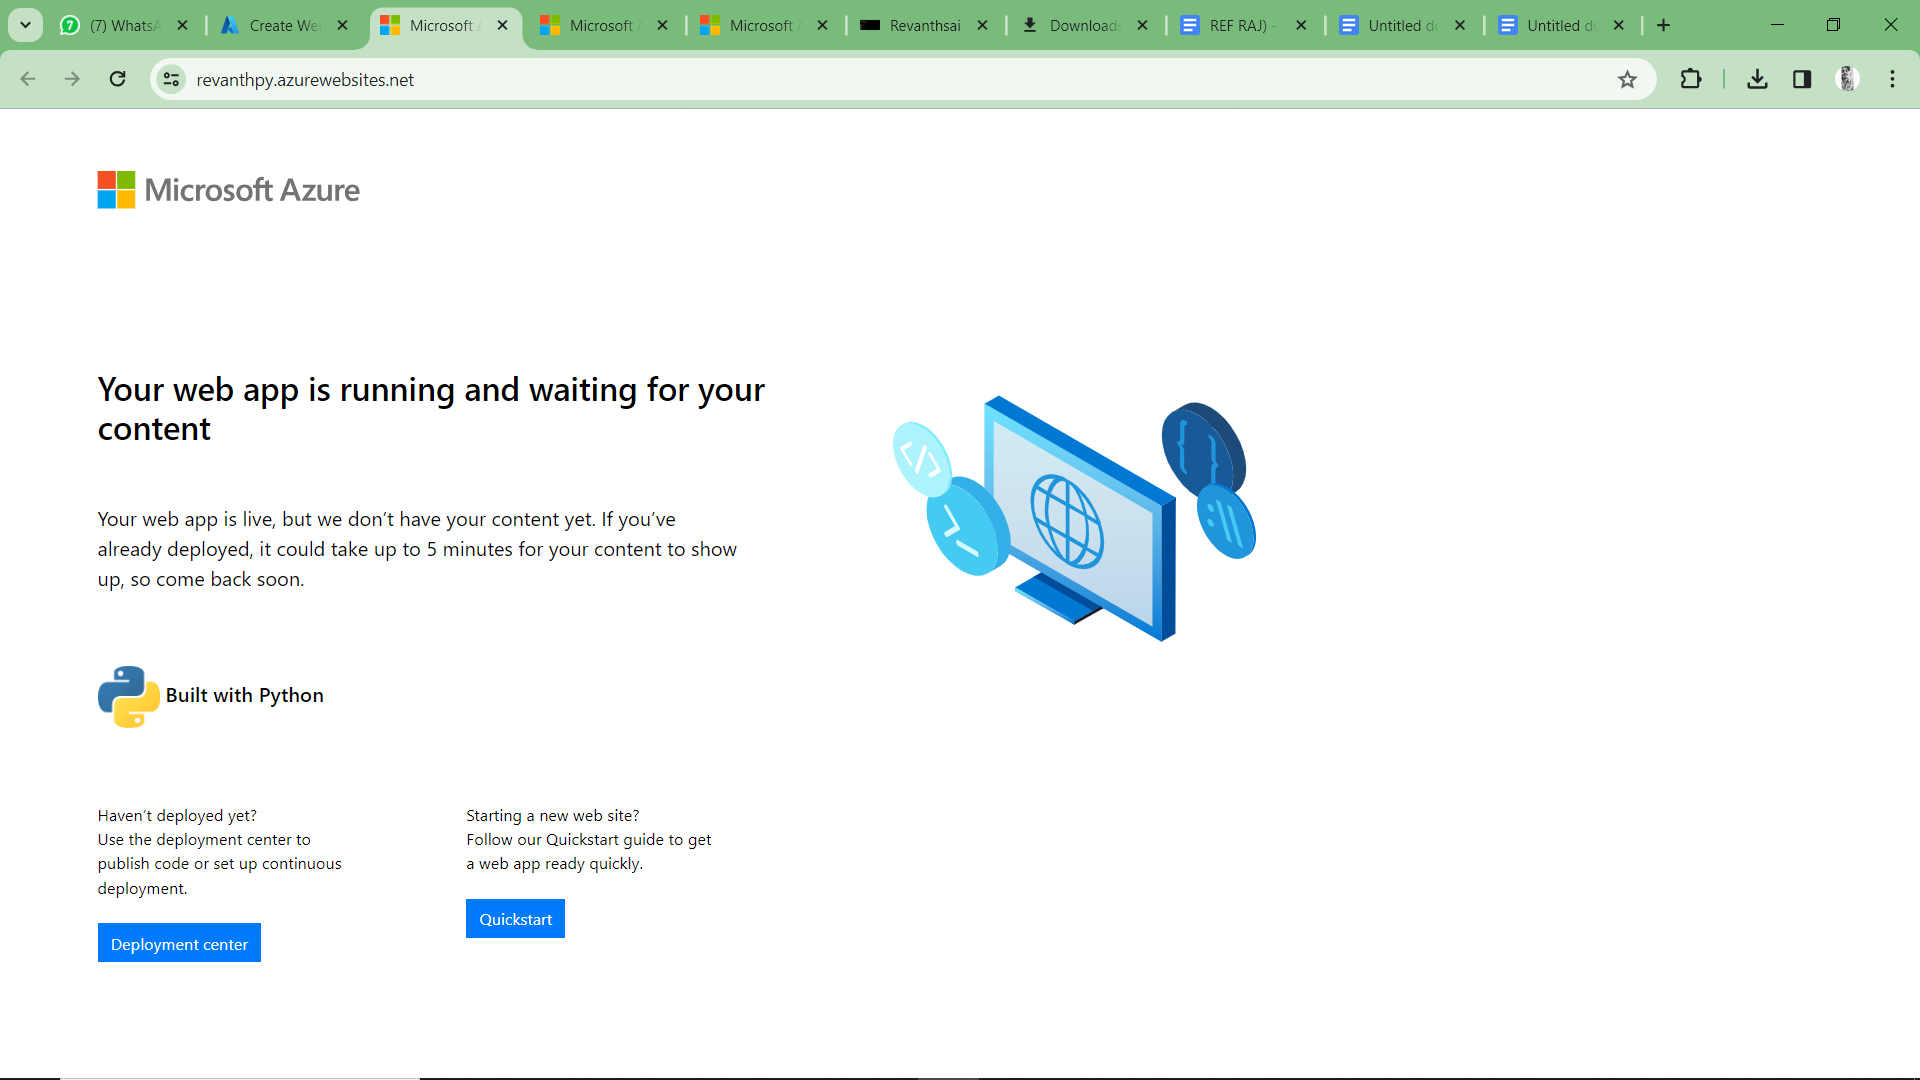 (7) WhatsA
Create We
Microsoft A
Microsoft A
Microsoft A
Revanthsai
Downloads
REF RAJ) -
Untitled do
Untitled do
revanthpy.azurewebsites.net
Microsoft Azure
Your web app is running and waiting for your
content
Your web app is live, but we don’t have your content yet. If you’ve
already deployed, it could take up to 5 minutes for your content to show
up, so come back soon.
Built with Python
Haven’t deployed yet?
Use the deployment center to
publish code or set up continuous
deployment.
Deployment center
Starting a new web site?
Follow our Quickstart guide to get
a web app ready quickly.
Quickstart